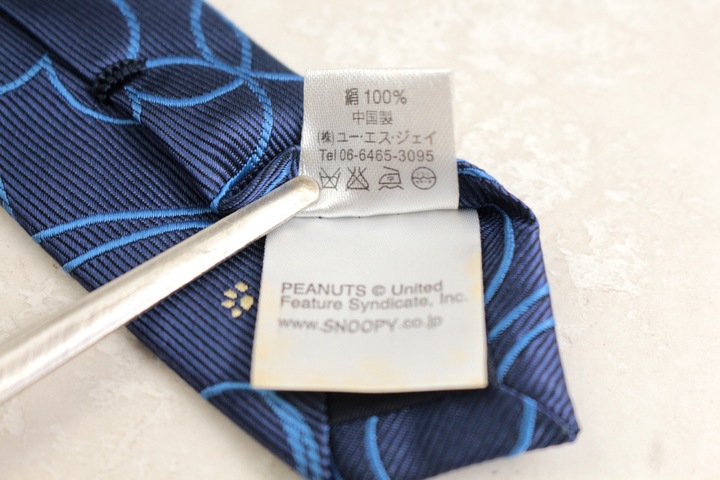 絹 100%
中国製
(株)ユー・エス・ジェイ
Tel 06-6465-3095
PEANUTS © United
Feature Syndicate, Inc.
www.SNOOPY.co.jp